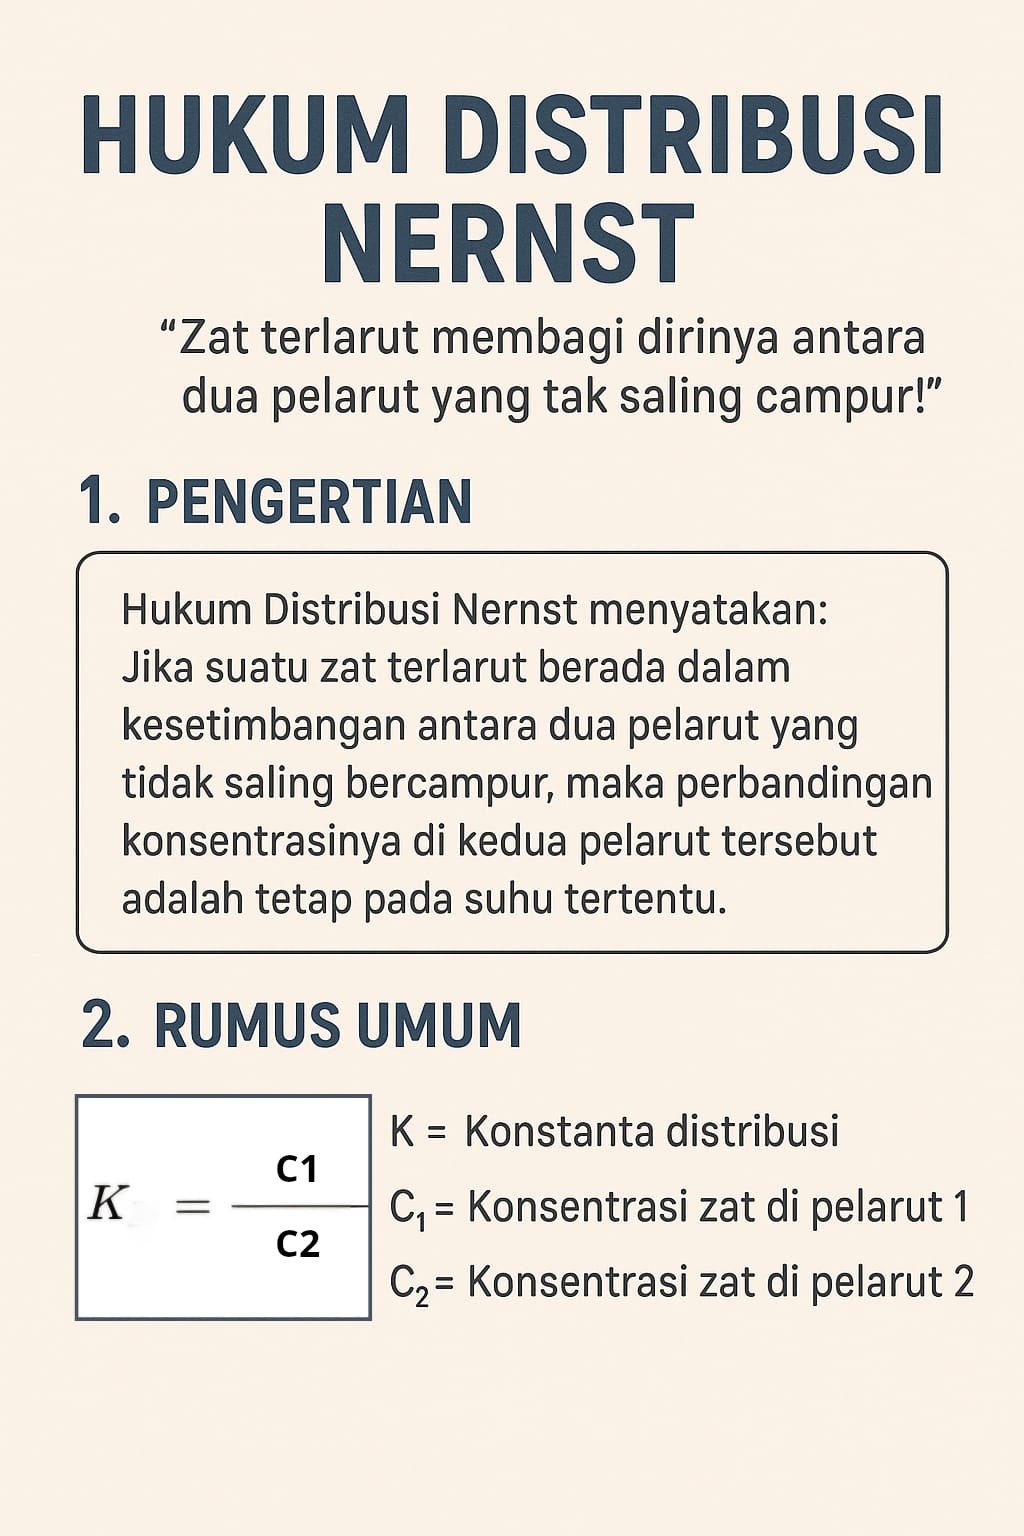 HUKUM DISTRIBUSI
NERNST
“Zat terlarut membagi dirinya antara
dua pelarut yang tak saling campur!”
1. PENGERTIAN
Hukum Distribusi Nernst menyatakan:
Jika suatu zat terlarut berada dalam
kesetimbangan antara dua pelarut yang
tidak saling bercampur, maka perbandingan
konsentrasinya di kedua pelarut tersebut
adalah tetap pada suhu tertentu.
2. RUMUS UMUM
K = C1
C2
K = Konstanta distribusi
C₁ = Konsentrasi zat di pelarut 1
C₂ = Konsentrasi zat di pelarut 2